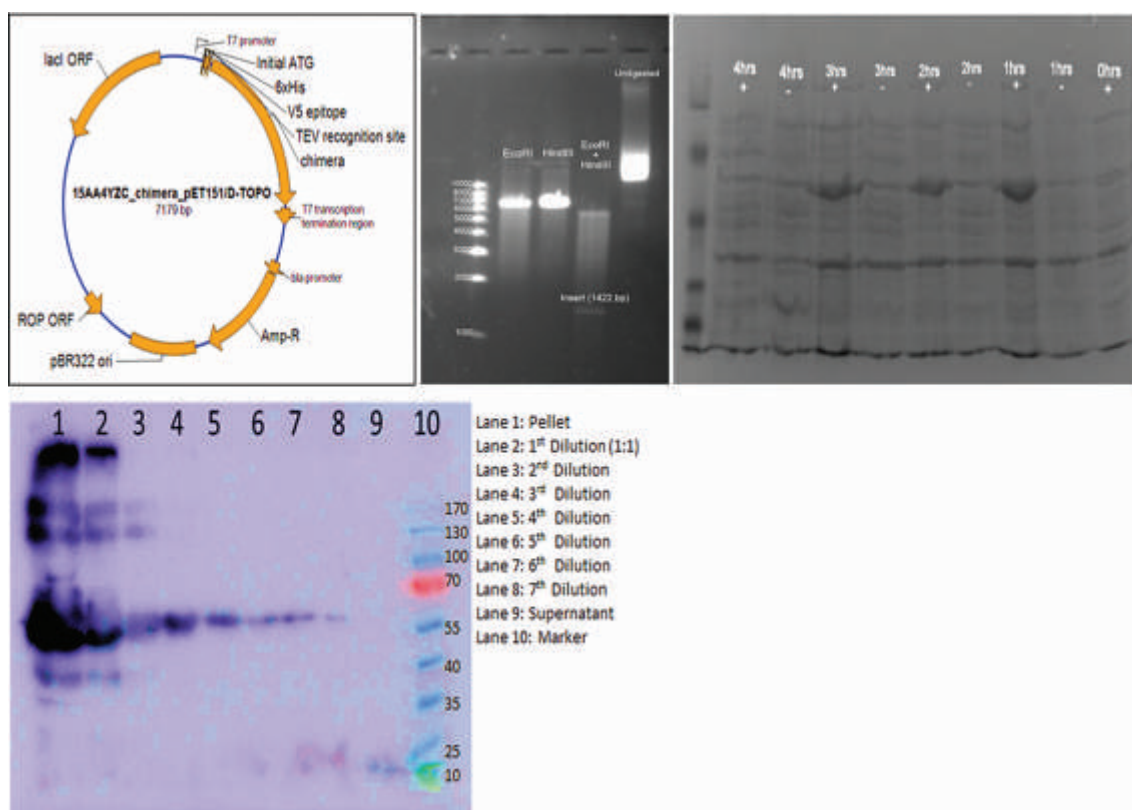 T7 promoter
lacI ORF
Initial ATG
6xHis
V5 epitope
TEV recognition site
chimera
15AA4YZC_chimera_pET151/D-TOPO
7179 bp
T7 transcription
termination region
bla promoter
ROP ORF
Amp-R
pBR322 ori
Undigested
EcoRI
HindIII
EcoRI
+
HindIII
Insert (1422 bp)
4hrs 4hrs 3hrs 3hrs 2hrs 2hrs 1hrs 1hrs 0hrs
+ - + - + - + - +
1 2 3 4 5 6 7 8 9 10
170
130
100
70
55
40
35
25
10
Lane 1: Pellet
Lane 2: 1st Dilution (1:1)
Lane 3: 2nd Dilution
Lane 4: 3rd Dilution
Lane 5: 4th Dilution
Lane 6: 5th Dilution
Lane 7: 6th Dilution
Lane 8: 7th Dilution
Lane 9: Supernatant
Lane 10: Marker